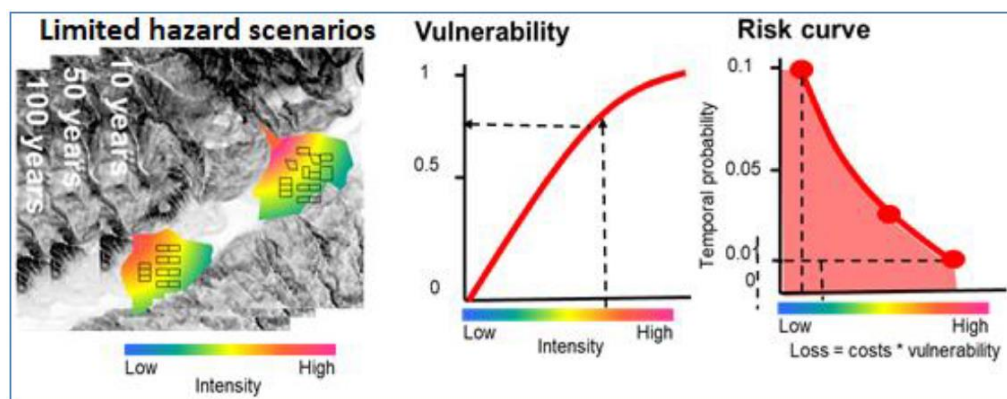 Limited hazard scenarios
100 years
50 years
10 years
Low
High
Intensity
Vulnerability
1
0.5
0
Low
High
Intensity
Risk curve
Temporal probability
0.1
0.05
0.01
0
Low
High
Loss = costs * vulnerability